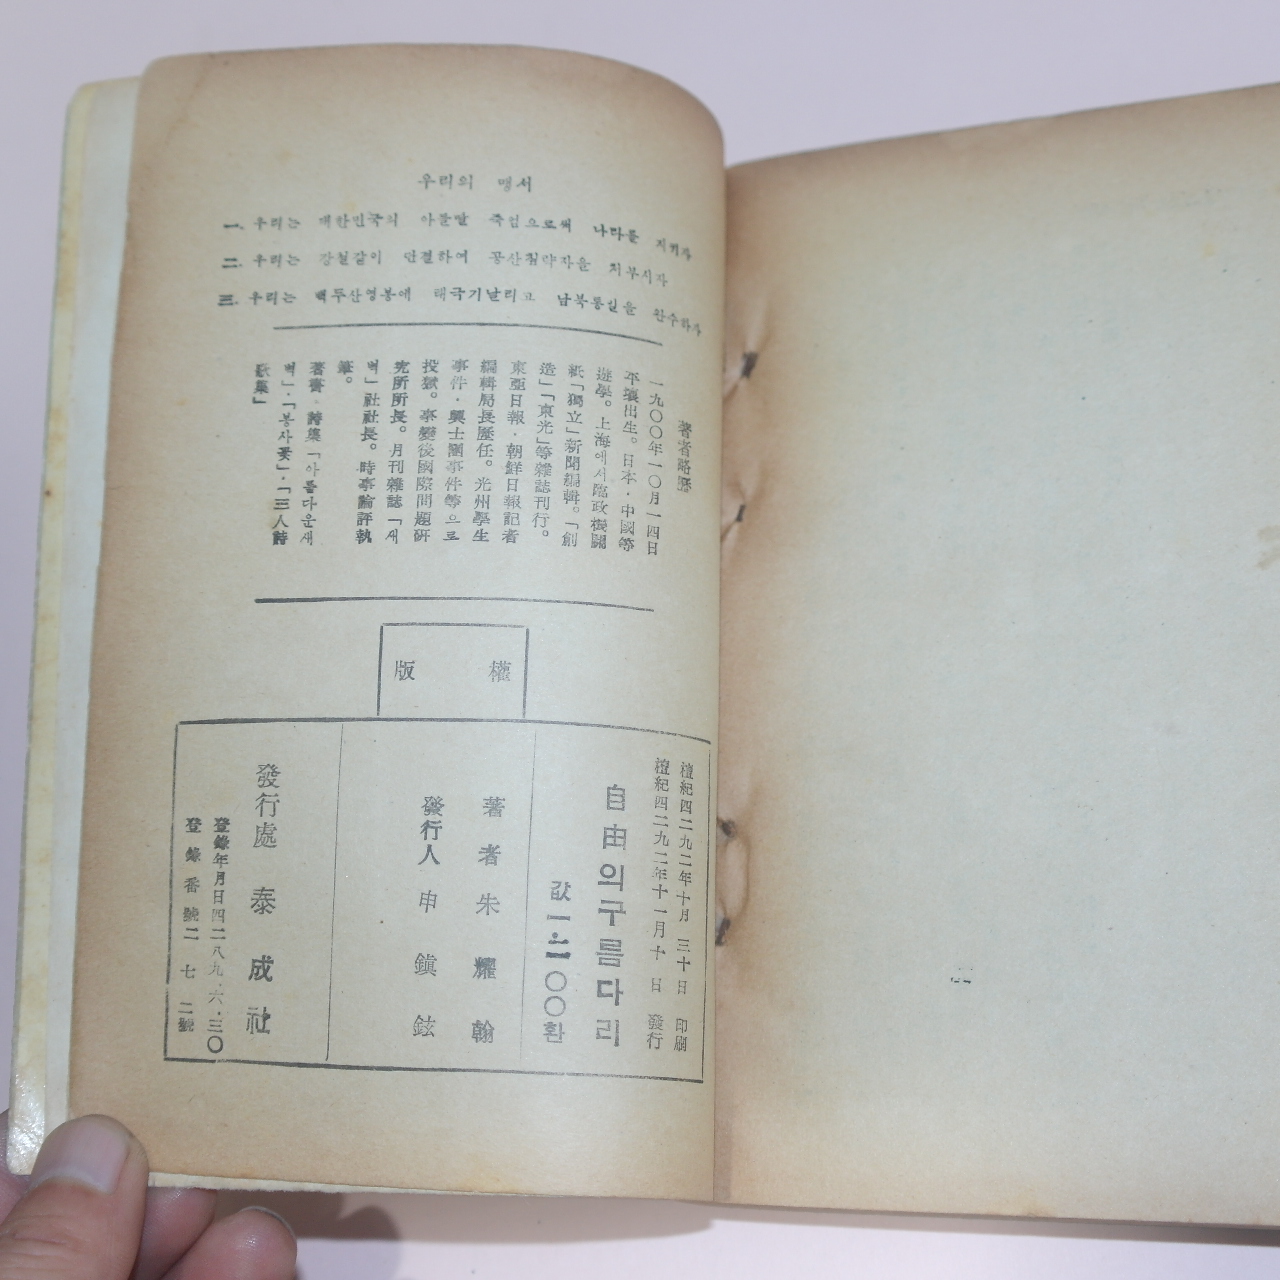 우리의 맹서
一. 우리는 대한민국의 아들딸 죽엄으로써 나라를 지키자
二. 우리는 강철같이 단결하여 공산침략자을 처부시자
三. 우리는 백두산영봉에 태극기날리고 남북통일을 완수하자
著者略歷
一九〇〇年一〇月一四日
平壤出生。日本·中國等
遊學。上海에서臨政機關
紙「獨立」新聞編輯。「創
造」「東光」等雜誌刊行。
東亞日報·朝鮮日報記者
編輯局長歷任。光州學生
事件·興士團事件等으로
投獄。事變後國際問題研
究所所長。月刊雜誌「새
벽」社社長。時事論評執
筆。
著書·詩集「아름다운새
벽」·「봉사꽃」·「三人詩
歌集」
版權
檀紀四二九二年十月 三十日 印刷
檀紀四二九二年十一月十 日 發行
自由의구름다리
값 一·二〇〇환
著者 朱耀翰
發行人 申鎭鉉
發行處 泰成社
登錄年月日四二八九.六.三〇
登錄番號二七二號